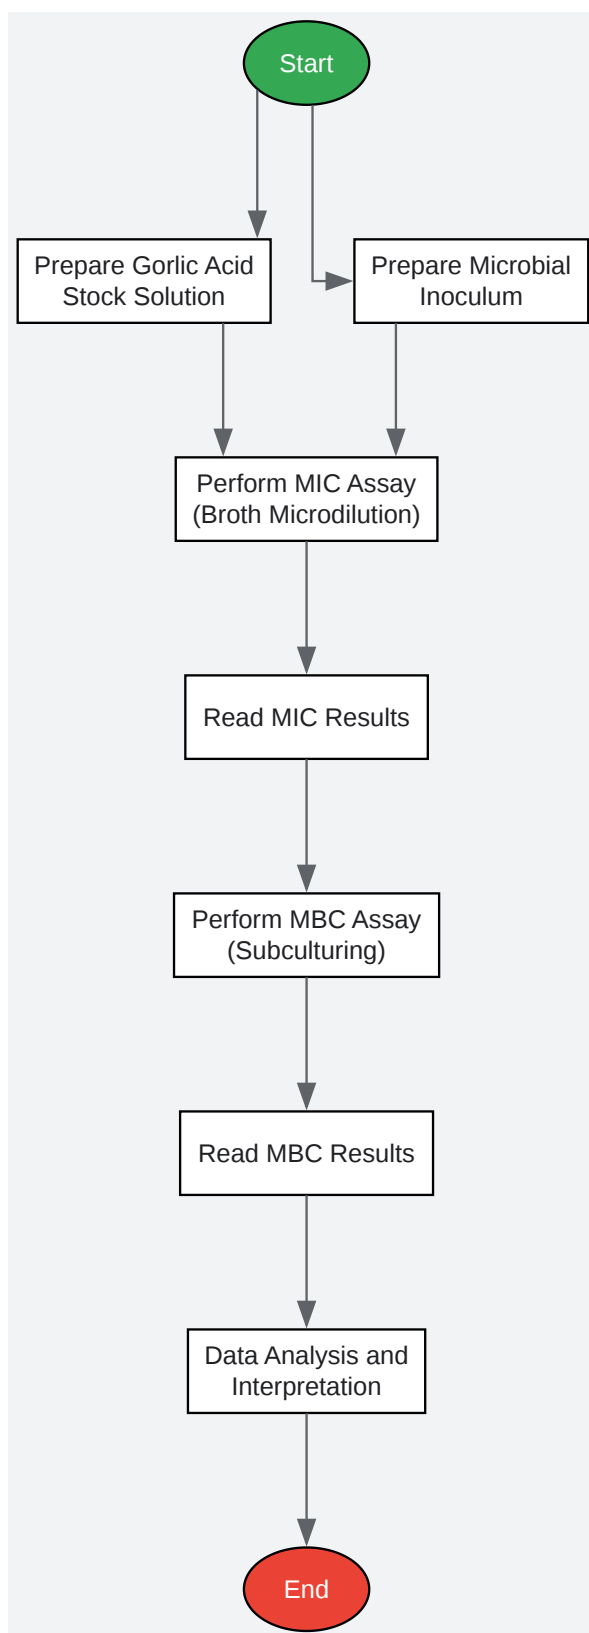 Start
Prepare Gorlic Acid
Stock Solution
Prepare Microbial
Inoculum
Perform MIC Assay
(Broth Microdilution)
Read MIC Results
Perform MBC Assay
(Subculturing)
Read MBC Results
Data Analysis and
Interpretation
End